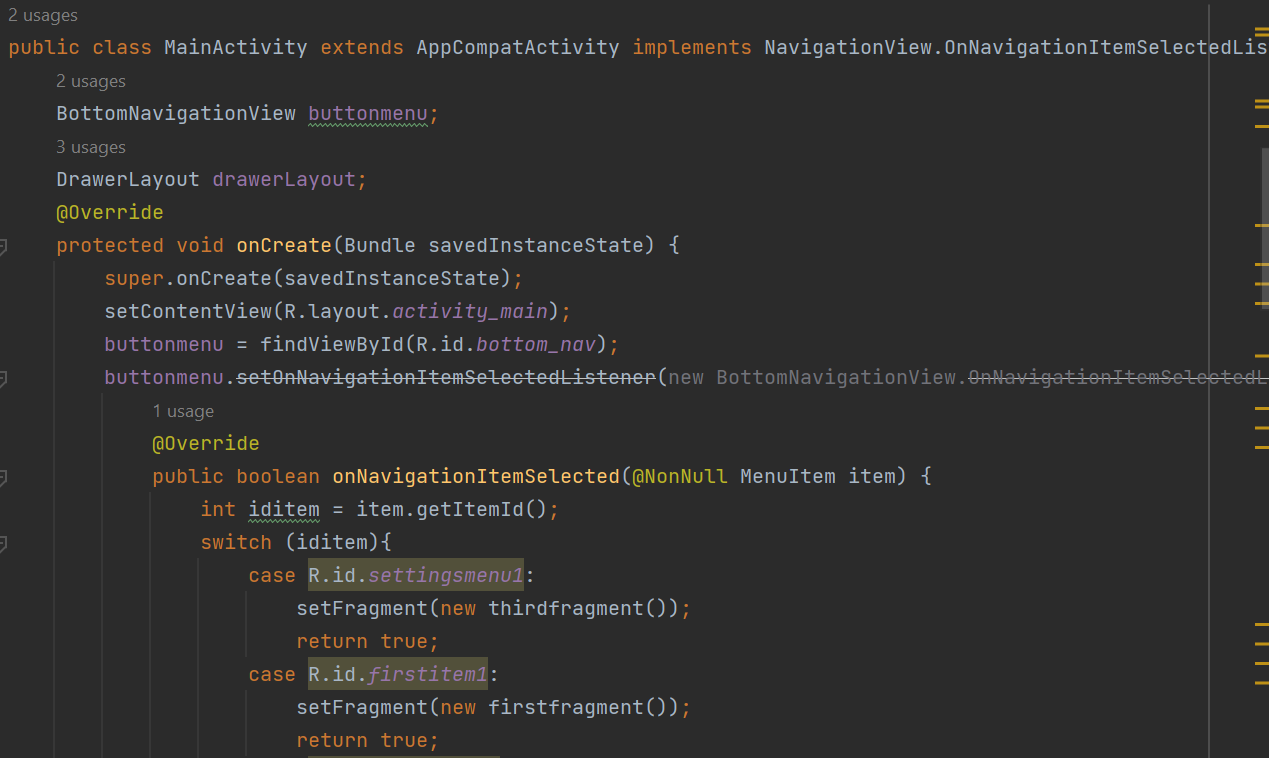 2 usages
public class MainActivity extends AppCompatActivity implements NavigationView.OnNavigationItemSelectedLis
2 usages
BottomNavigationView buttonmenu;
3 usages
DrawerLayout drawerLayout;
@Override
protected void onCreate(Bundle savedInstanceState) {
super.onCreate(savedInstanceState);
setContentView(R.layout.activity_main);
buttonmenu = findViewById(R.id.bottom_nav);
buttonmenu.setOnNavigationItemSelectedListener(new BottomNavigationView.OnNavigationItemSelectedL
1 usage
@Override
public boolean onNavigationItemSelected(@NonNull MenuItem item) {
int iditem = item.getItemId();
switch (iditem){
case R.id.settingsmenu1:
setFragment(new thirdfragment());
return true;
case R.id.firstitem1:
setFragment(new firstfragment());
return true;